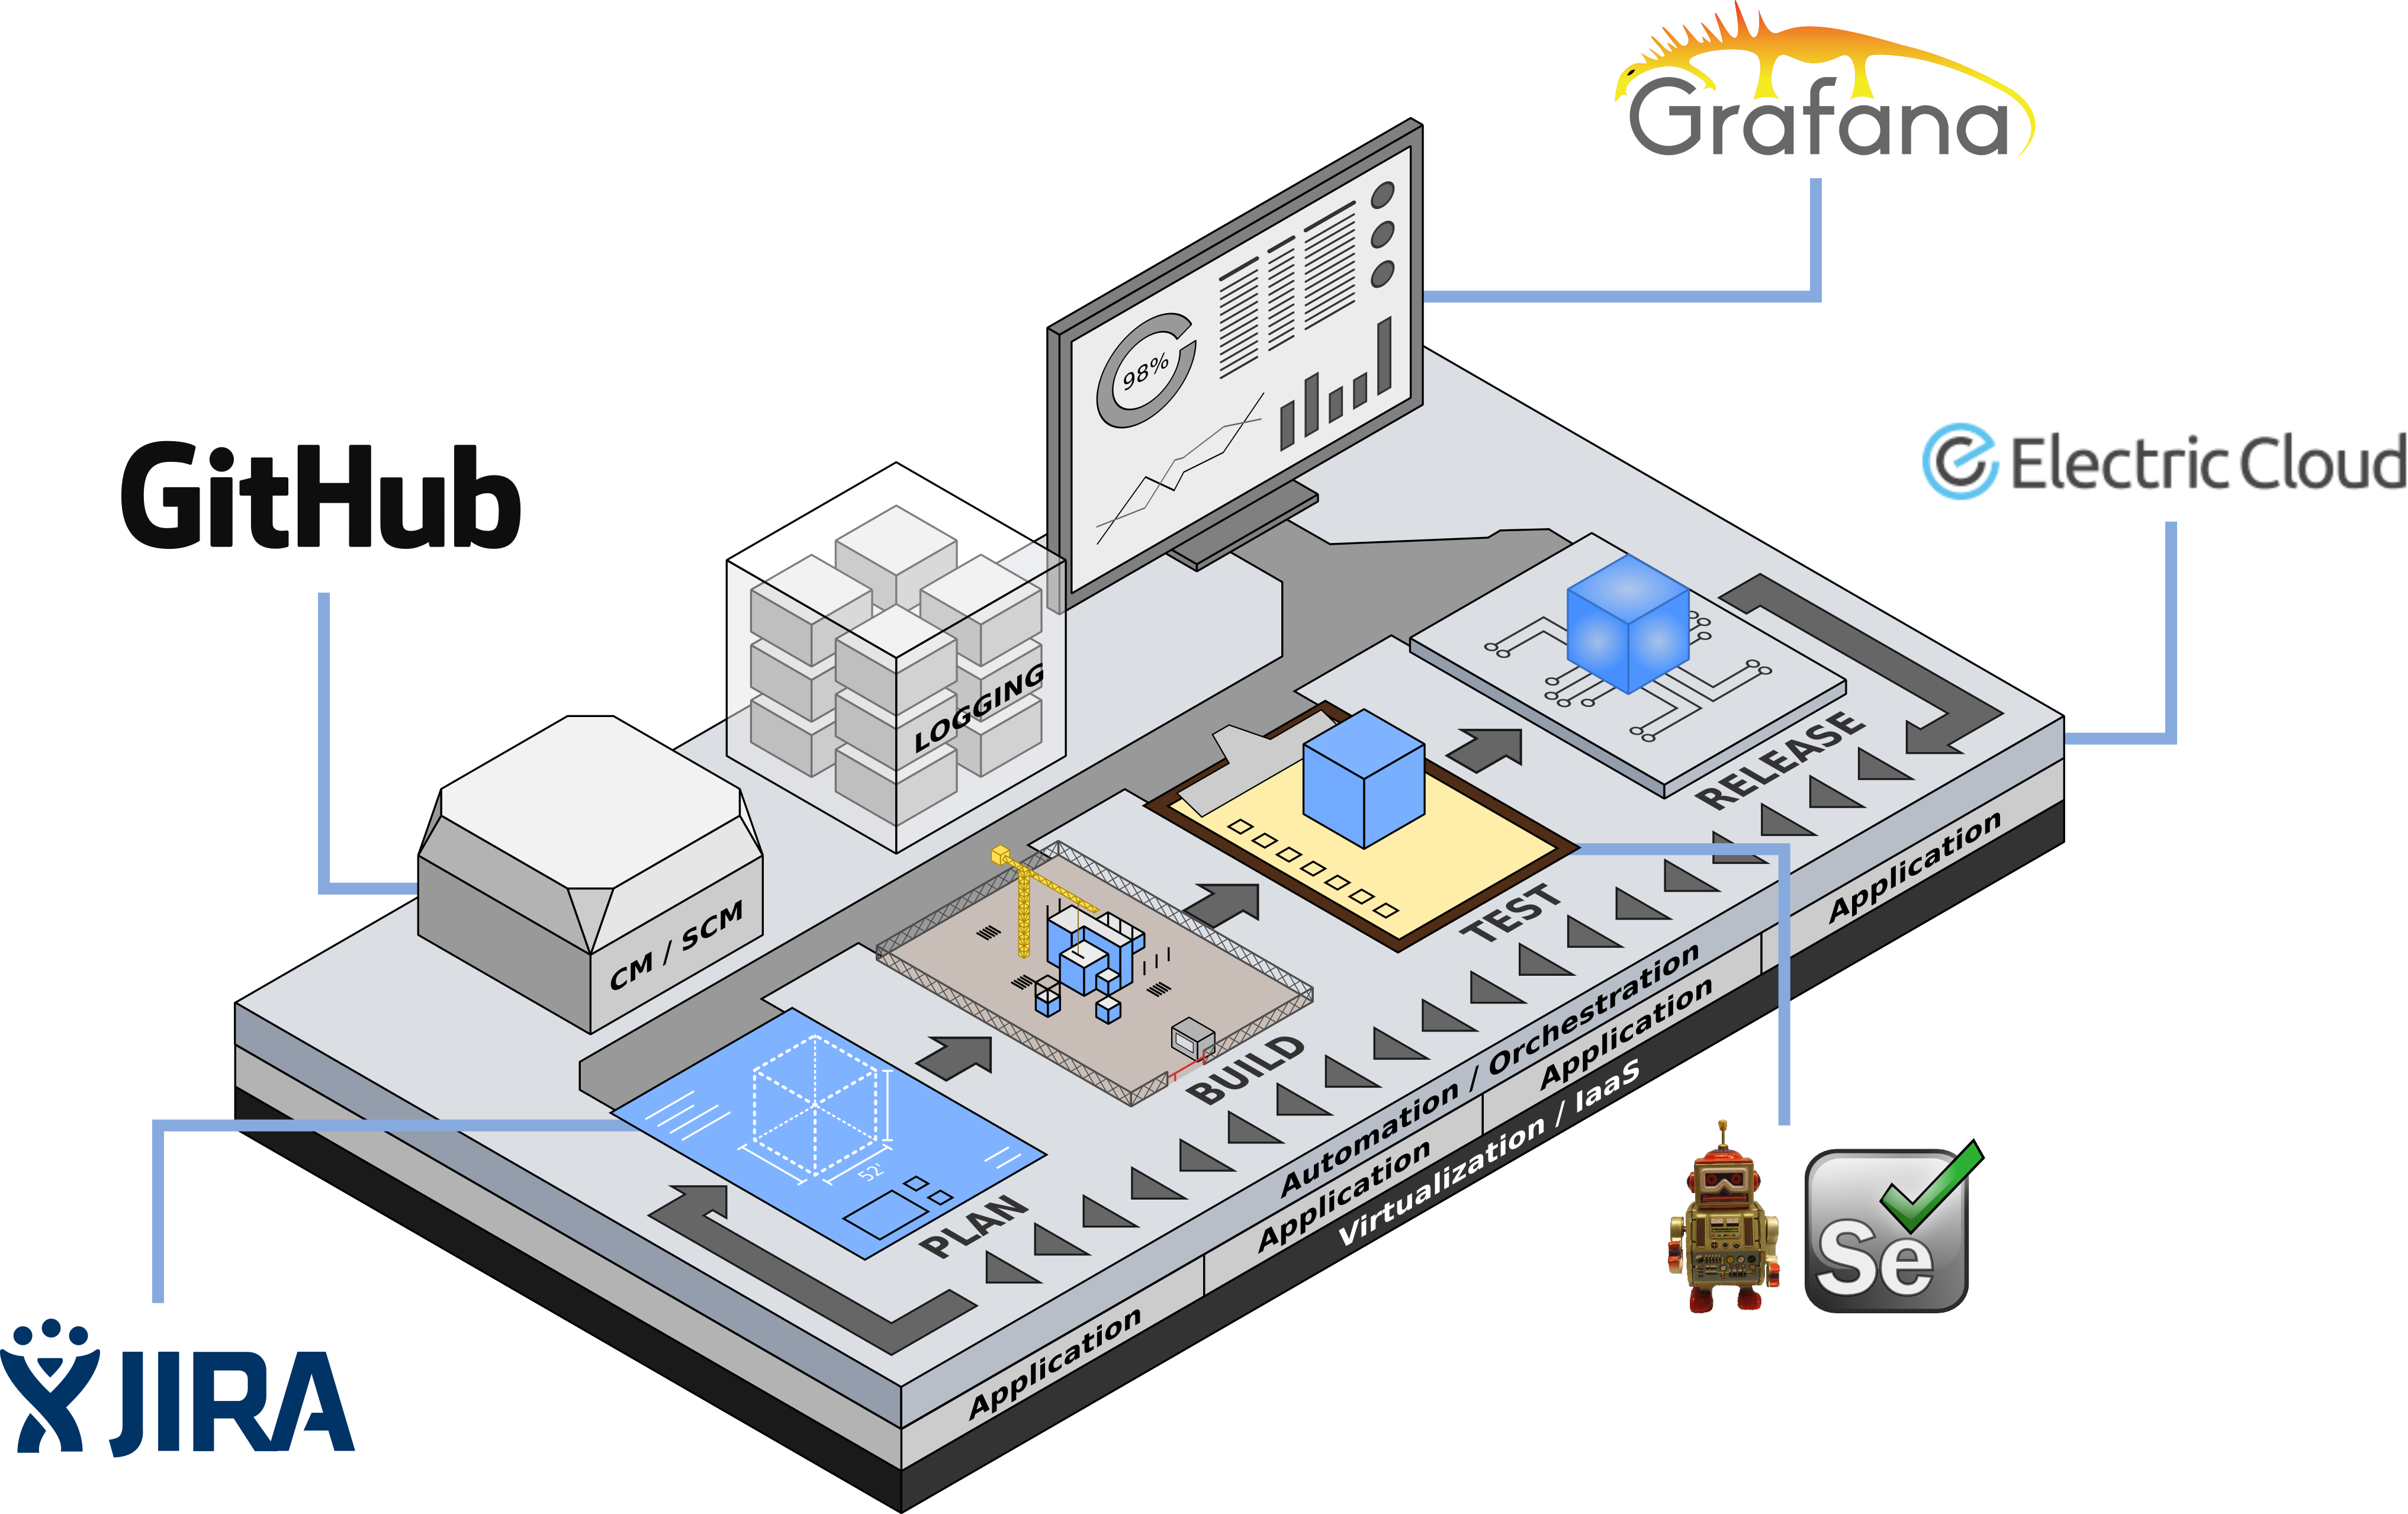 Grafana
98%
GitHub
Electric Cloud
LOGGING
CM / SCM
RELEASE
TEST
BUILD
PLAN
52'
Automation / Orchestration
Application
Application
Application
Application
Virtualization / IaaS
JIRA
Se